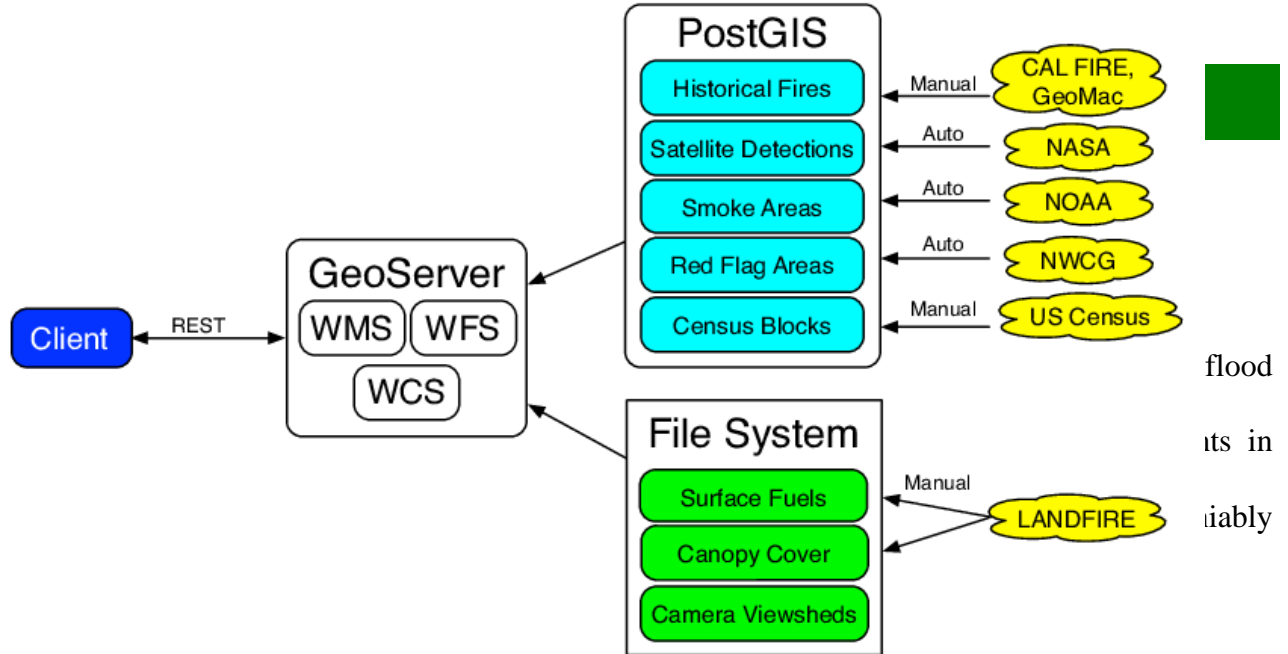 PostGIS
Historical Fires
Satellite Detections
Smoke Areas
Red Flag Areas
Census Blocks
Manual
CAL FIRE,
GeoMac
Auto
NASA
Auto
NOAA
Auto
NWCG
Manual
US Census
GeoServer
WMS
WFS
WCS
Client
REST
File System
Surface Fuels
Canopy Cover
Camera Viewsheds
Manual
LANDFIRE
flood
in